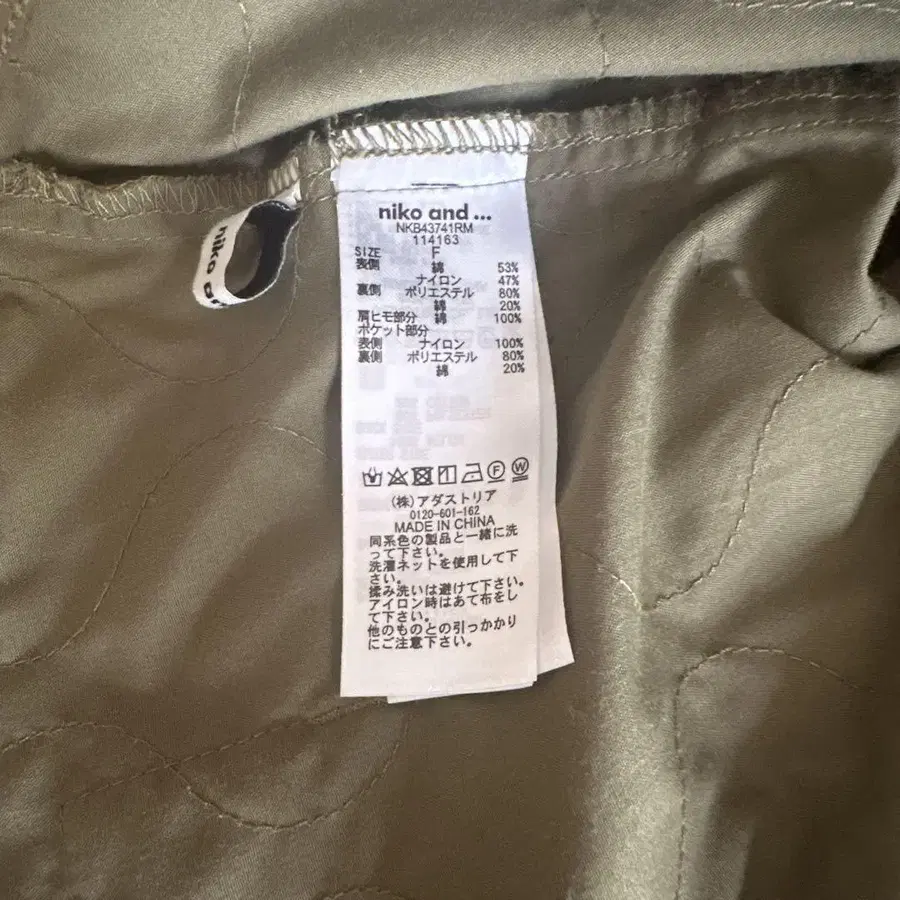 niko and ...
NKB43741RM
114163
SIZE F
表側 綿 53%
ナイロン 47%
裏側 ポリエステル 80%
綿 20%
肩ヒモ部分 綿 100%
ポケット部分
表側 ナイロン 100%
裏側 ポリエステル 80%
綿 20%
F W
(株)アダストリア
0120-601-162
MADE IN CHINA
同系色の製品と一緒に洗
って下さい。
洗濯ネットを使用して下
さい。
揉み洗いは避けて下さい。
アイロン時はあて布をし
て下さい。
他のものとの引っかかり
にご注意下さい。
niko